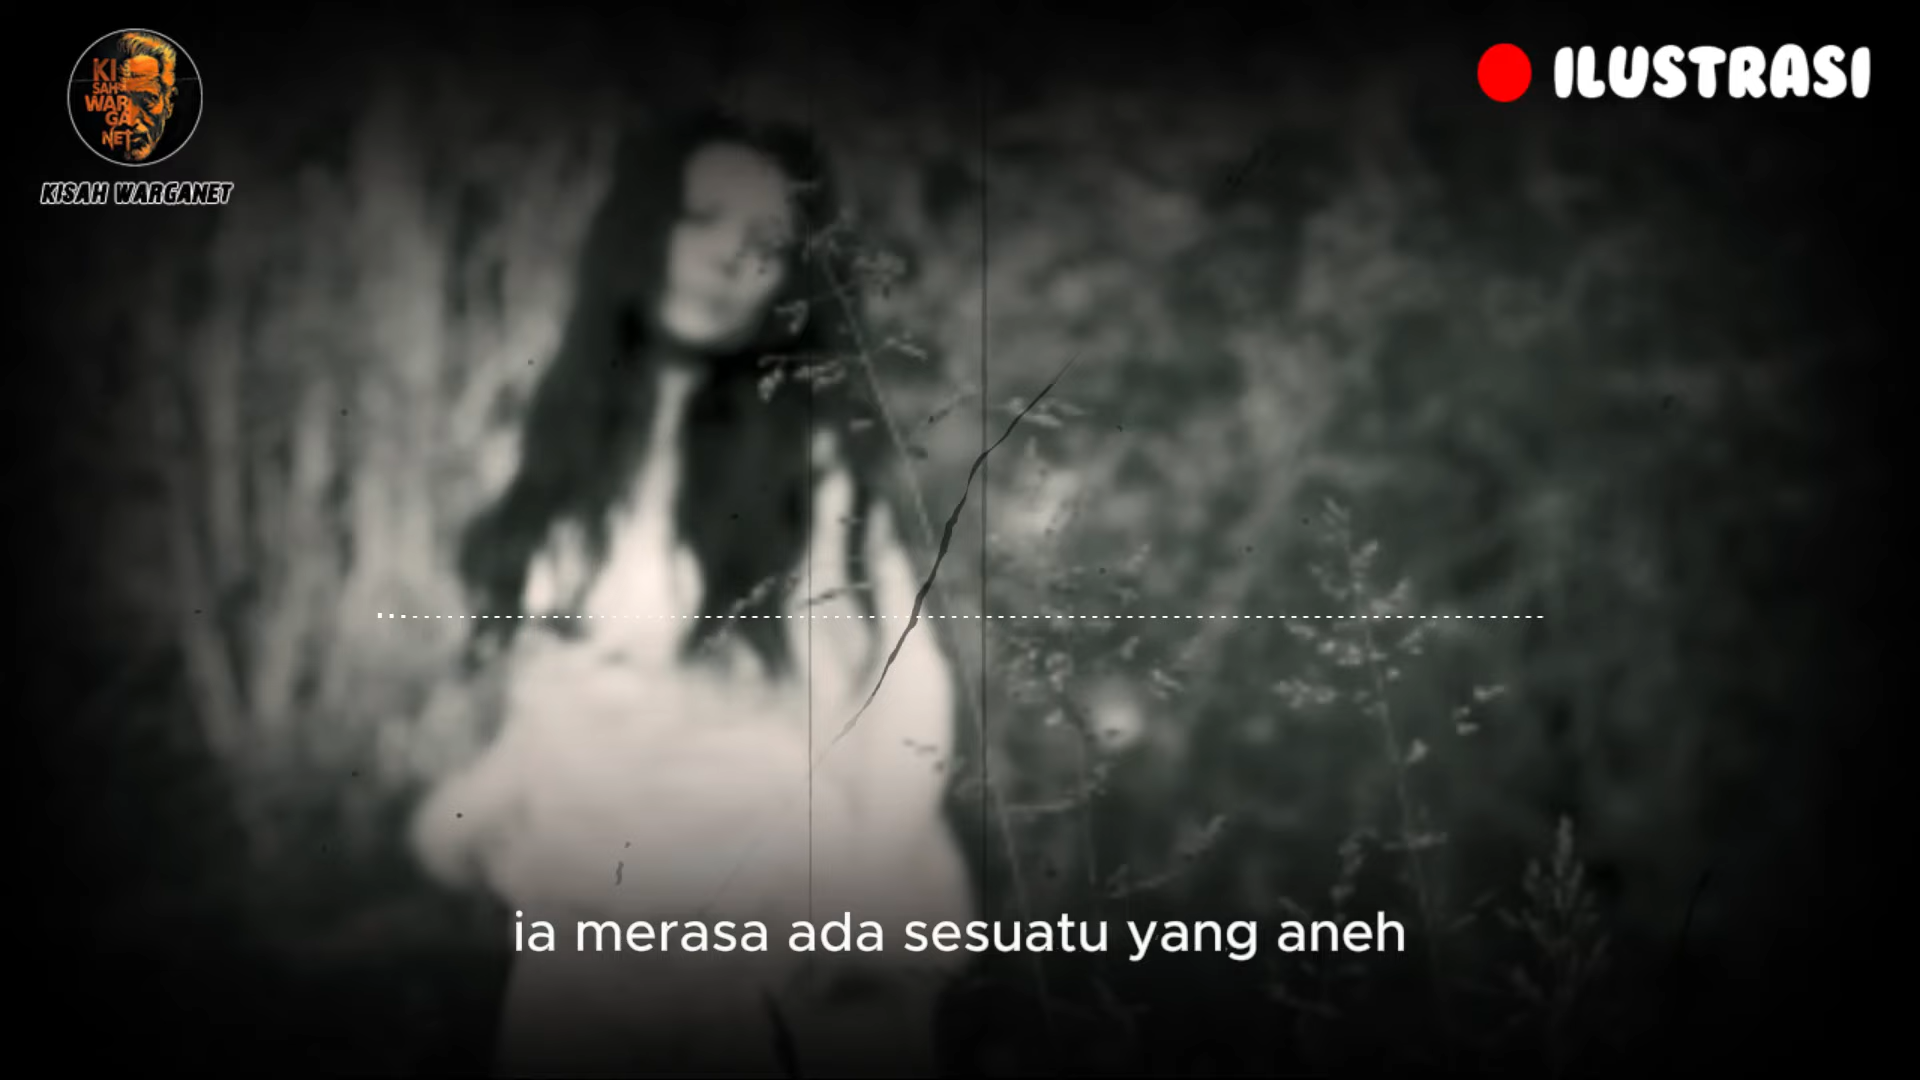 KI
SAH
WAR
GA
NET
KISAH WARGANET
ILUSTRASI
ia merasa ada sesuatu yang aneh